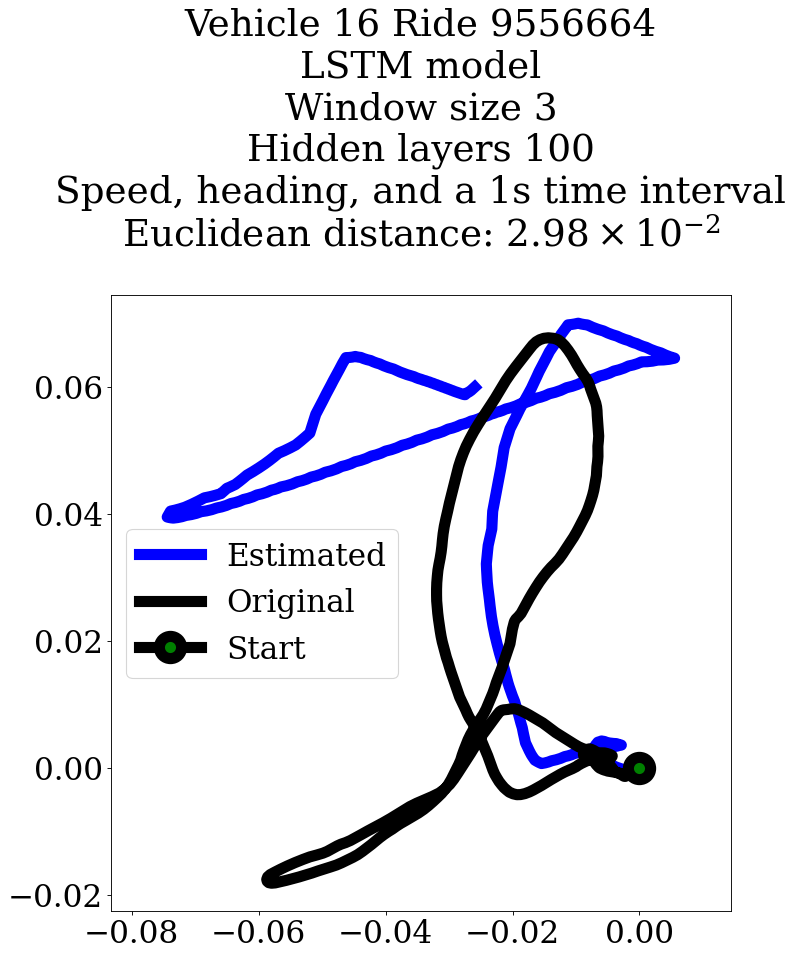 Vehicle 16 Ride 9556664
LSTM model
Window size 3
Hidden layers 100
Speed, heading, and a 1s time interval
Euclidean distance: 2.98 × 10⁻²
0.06
0.04
0.02
0.00
−0.02
Estimated
Original
Start
−0.08 −0.06 −0.04 −0.02 0.00